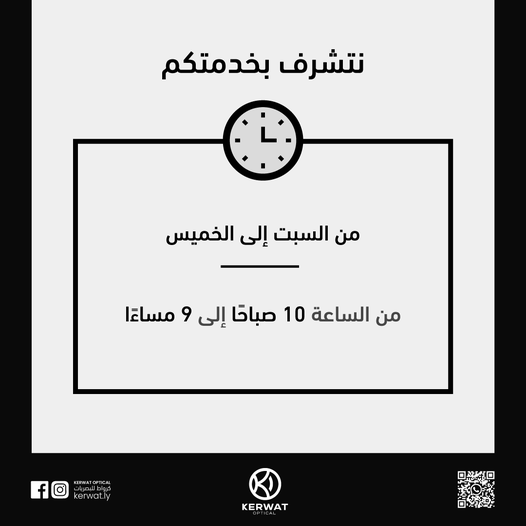 نتشرف بخدمتكم
من السبت إلى الخميس
من الساعة 10 صباحًا إلى 9 مساءًا
KERWAT OPTICAL
كرواط للبصريات
kerwat.ly
KERWAT
OPTICAL